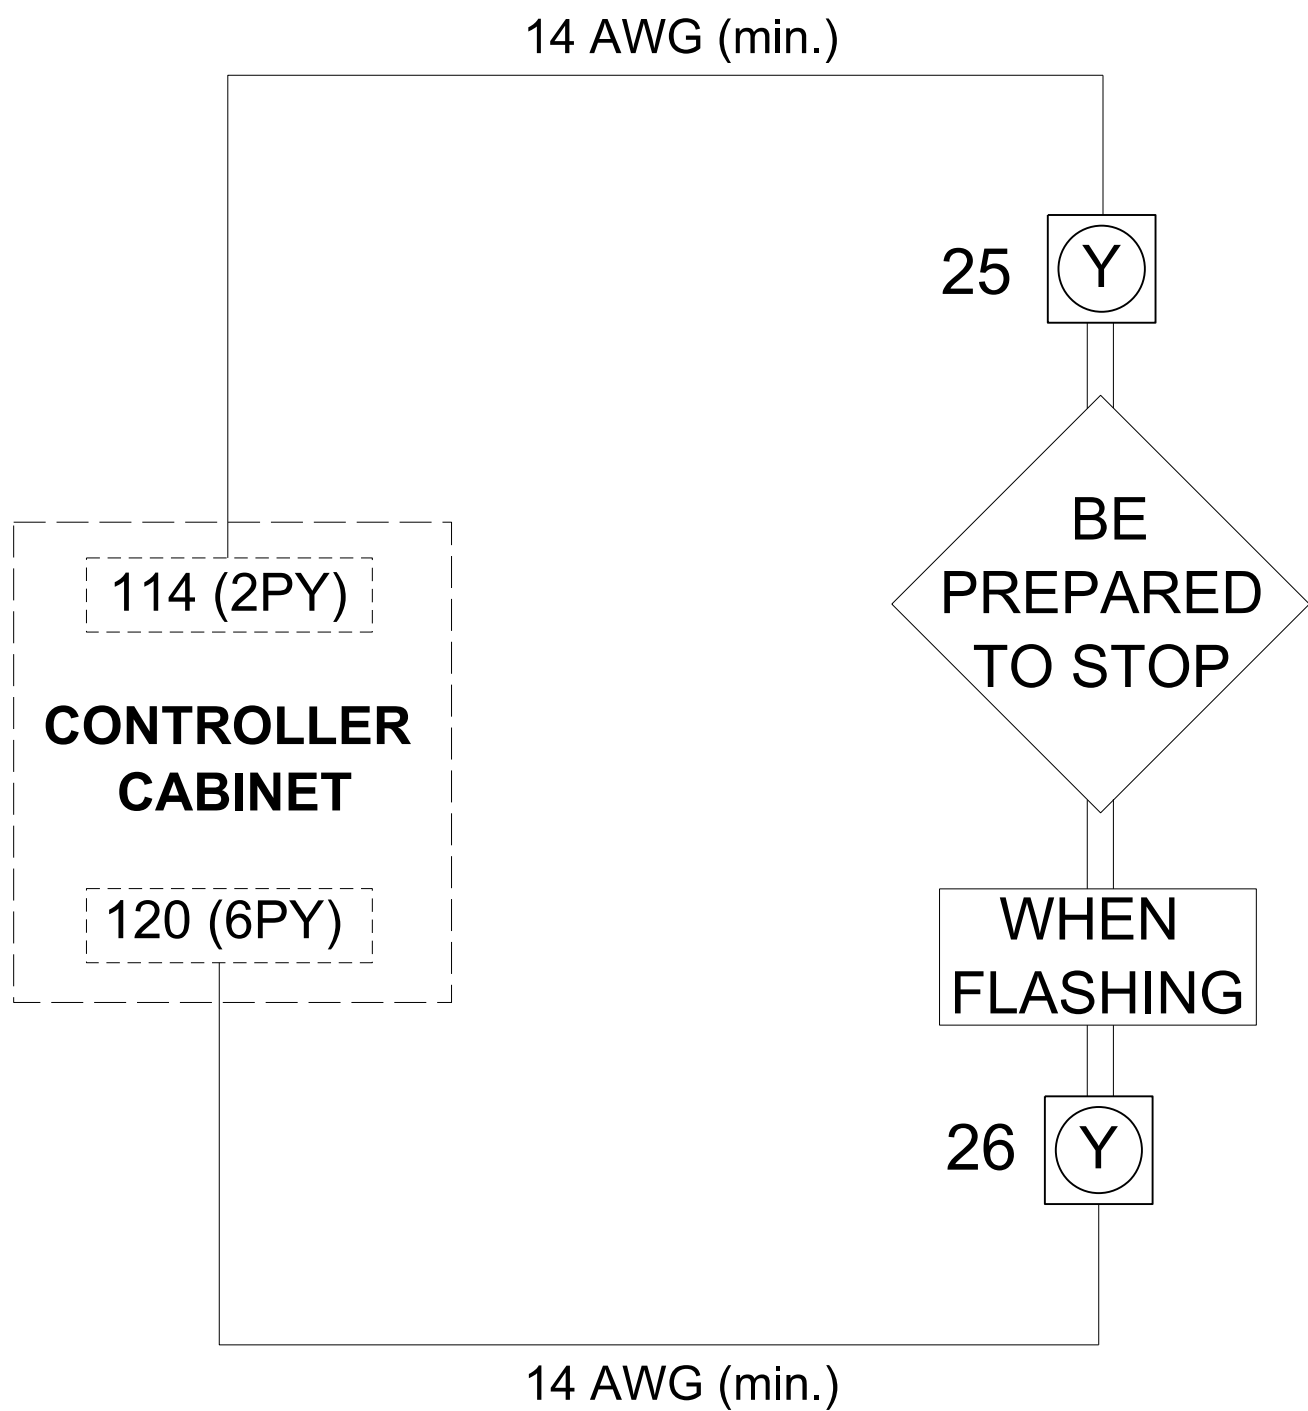 14 AWG (min.)
25
Y
BE
PREPARED
TO STOP
114 (2PY)
CONTROLLER
CABINET
120 (6PY)
WHEN
FLASHING
26
Y
14 AWG (min.)